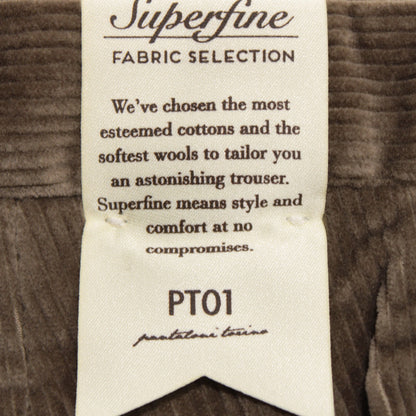 Superfine
FABRIC SELECTION
We've chosen the most
esteemed cottons and the
softest wools to tailor you
an astonishing trouser.
Superfine means style and
comfort at no
compromises.
PT01
pantaloni torino